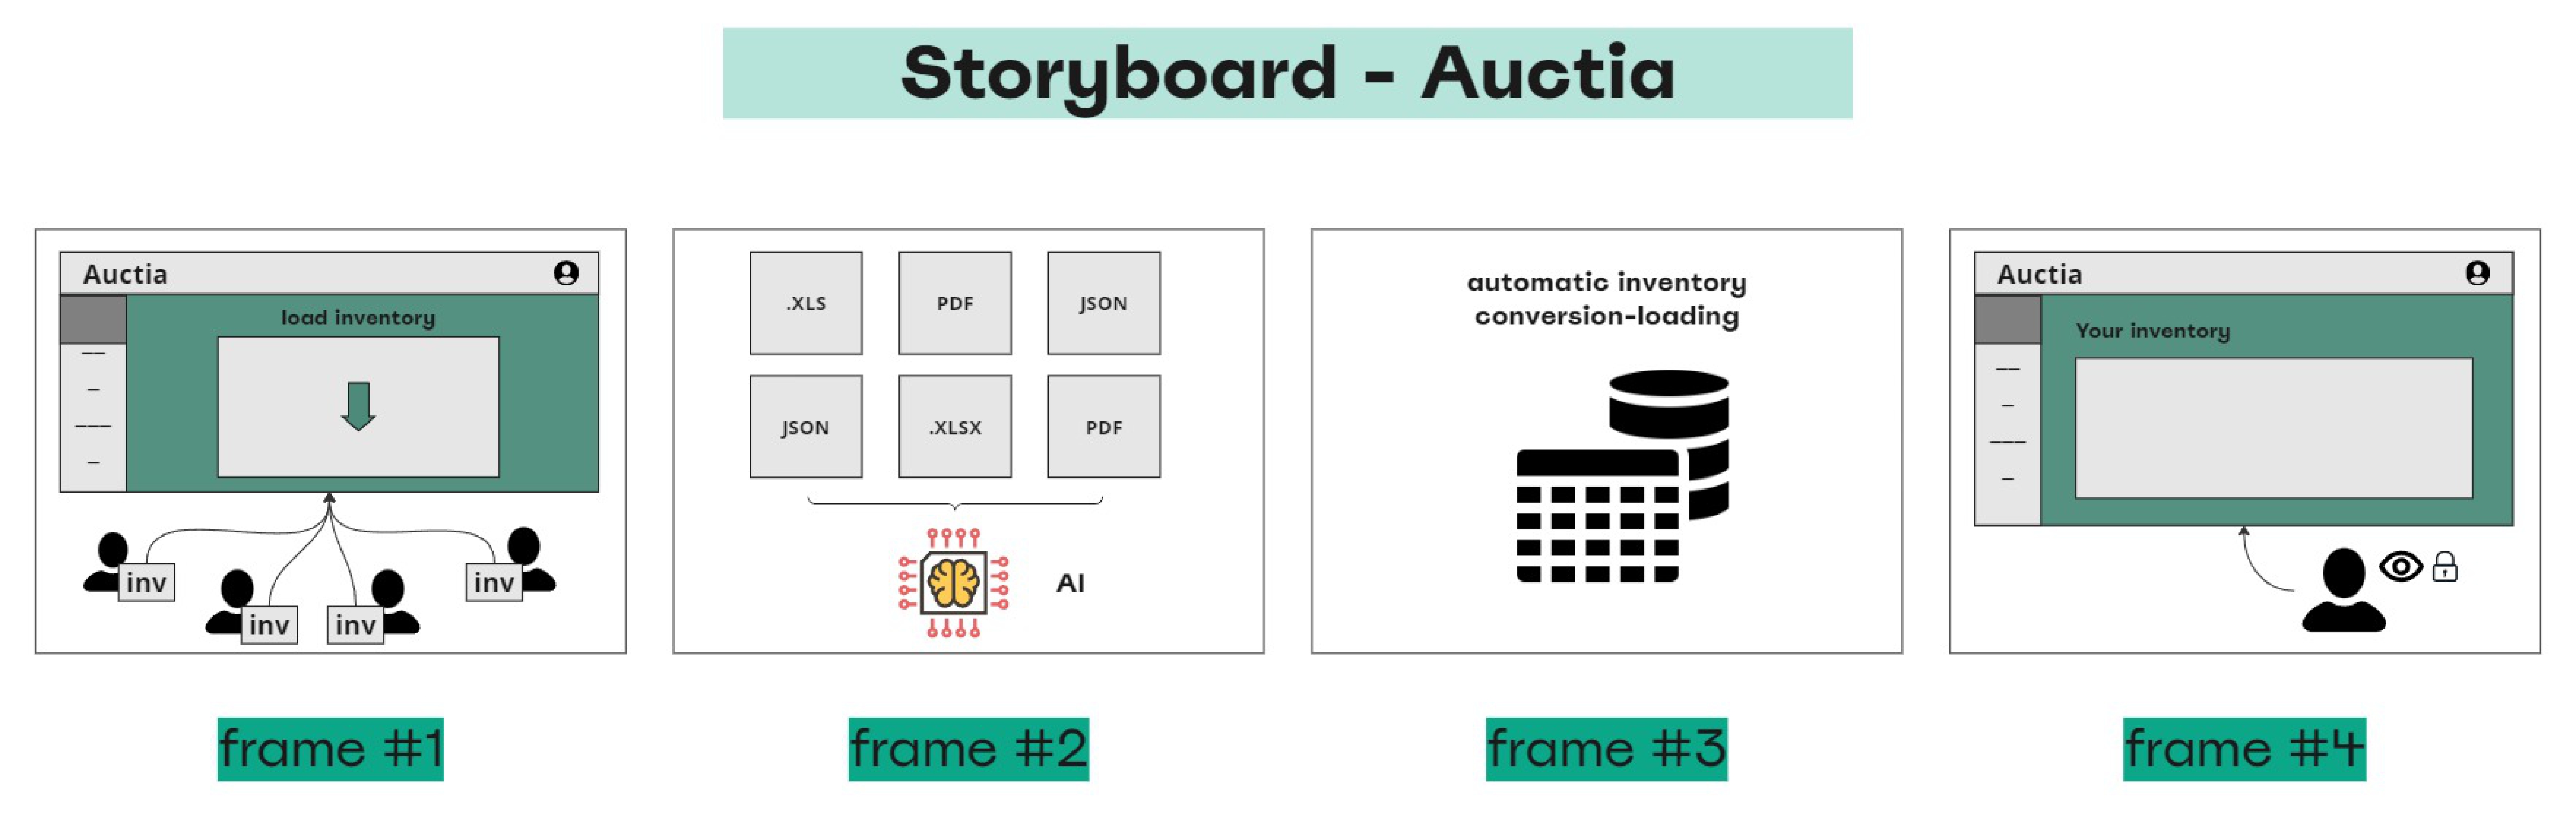 Storyboard - Auctia
Auctia
load inventory
inv
inv
inv
inv
frame #1
.XLS
PDF
JSON
JSON
.XLSX
PDF
AI
frame #2
automatic inventory
conversion-loading
frame #3
Auctia
Your inventory
frame #4